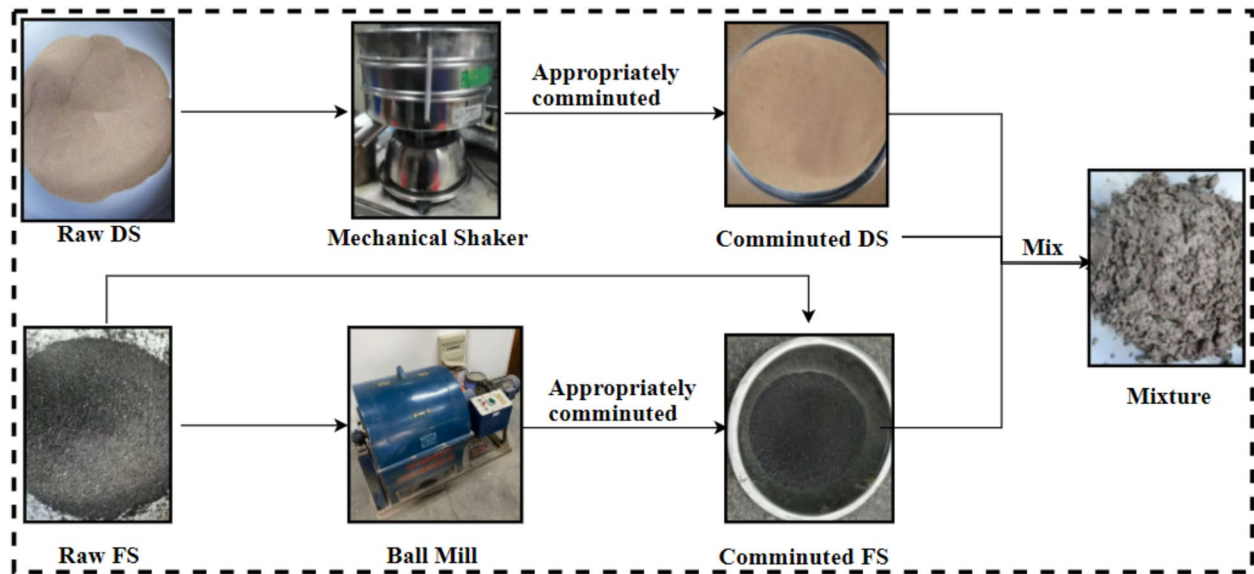 Raw DS
Mechanical Shaker
Appropriately
comminuted
Comminuted DS
Mix
Mixture
Raw FS
Ball Mill
Appropriately
comminuted
Comminuted FS